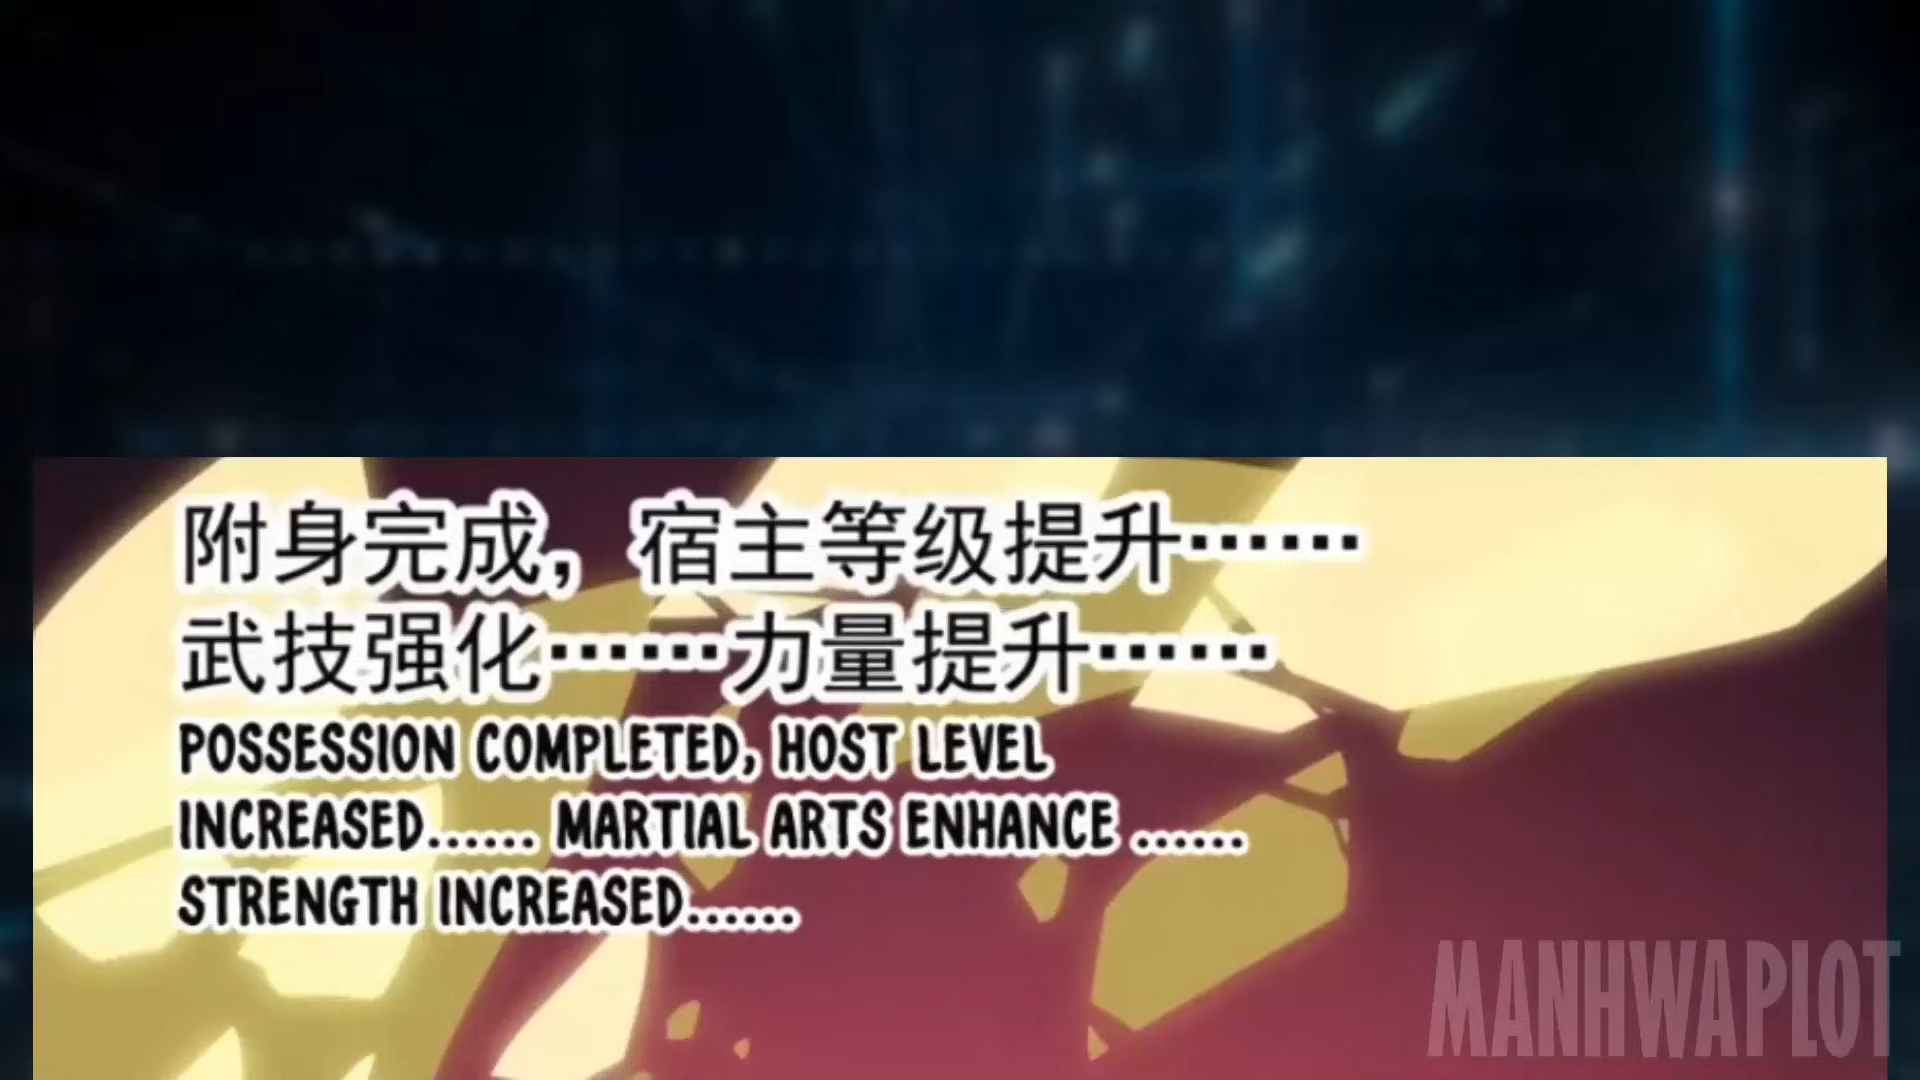 附身完成，宿主等级提升……
武技强化……力量提升……
POSSESSION COMPLETED, HOST LEVEL
INCREASED...... MARTIAL ARTS ENHANCE ......
STRENGTH INCREASED......
MANHWAPLOT